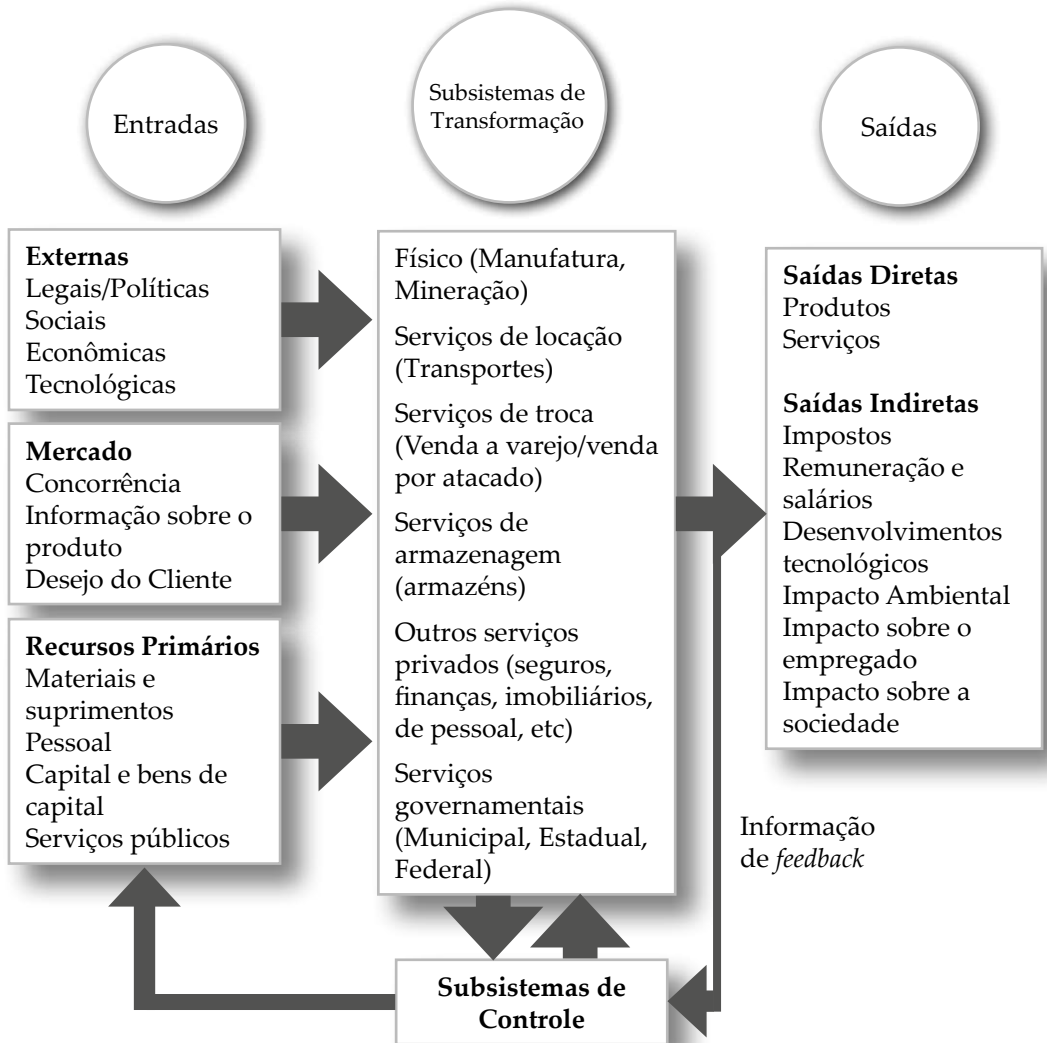 Entradas
Subsistemas de
Transformação
Saídas
Externas
Legais/Políticas
Sociais
Econômicas
Tecnológicas
Mercado
Concorrência
Informação sobre o
produto
Desejo do Cliente
Recursos Primários
Materiais e
suprimentos
Pessoal
Capital e bens de
capital
Serviços públicos
Físico (Manufatura,
Mineração)
Serviços de locação
(Transportes)
Serviços de troca
(Venda a varejo/venda
por atacado)
Serviços de
armazenagem
(armazéns)
Outros serviços
privados (seguros,
finanças, imobiliários,
de pessoal, etc)
Serviços
governamentais
(Municipal, Estadual,
Federal)
Saídas Diretas
Produtos
Serviços
Saídas Indiretas
Impostos
Remuneração e
salários
Desenvolvimentos
tecnológicos
Impacto Ambiental
Impacto sobre o
empregado
Impacto sobre a
sociedade
Informação
de feedback
Subsistemas de
Controle